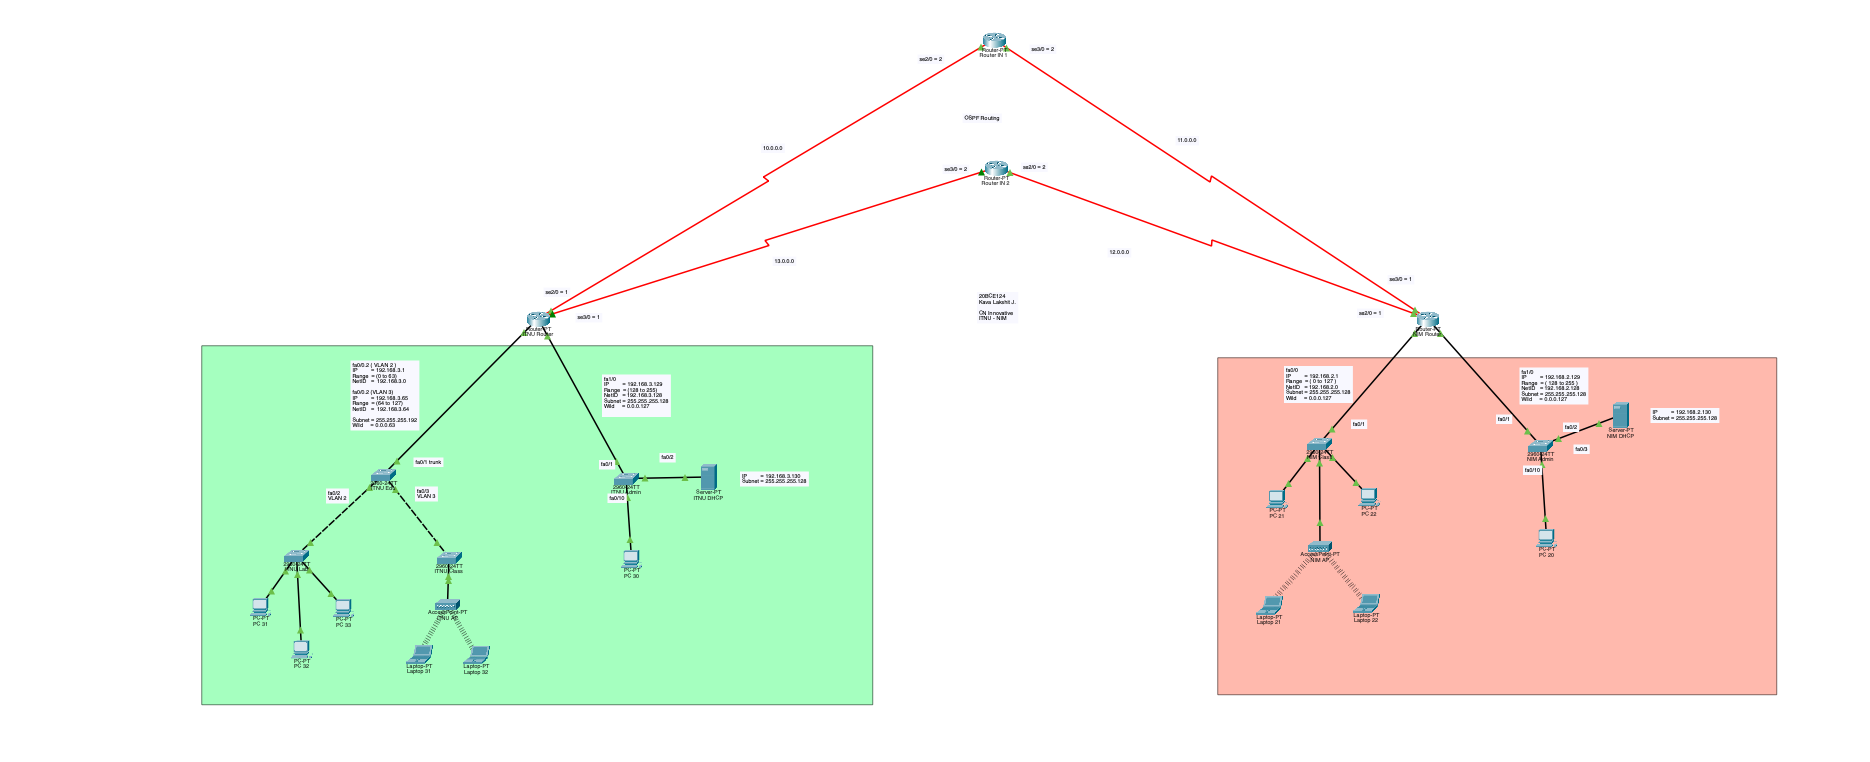 Router-PT
Router IN 1
se2/0 = 2
se3/0 = 2
OSPF Routing
10.0.0.0
11.0.0.0
Router-PT
Router IN 2
se3/0 = 2
se2/0 = 2
13.0.0.0
12.0.0.0
20BCE124
Kava Lakshit J.
CN Innovative
ITNU - NIM
se2/0 = 1
se3/0 = 1
Router-PT
ITNU Router
se3/0 = 1
se2/0 = 1
Router-PT
NIM Router
fa0/0.2 ( VLAN 2 )
IP = 192.168.3.1
Range = (0 to 63)
NetID = 192.168.3.0
fa0/0.2 (VLAN 3)
IP = 192.168.3.65
Range = (64 to 127)
NetID = 192.168.3.64
Subnet = 255.255.255.192
Wild = 0.0.0.63
fa1/0
IP = 192.168.3.129
Range = (128 to 255)
NetID = 192.168.3.128
Subnet = 255.255.255.128
Wild = 0.0.0.127
fa0/1 trunk
fa0/2
VLAN 2
fa0/3
VLAN 3
fa0/1
fa0/2
2960-24TT
ITNU Admin
fa0/10
Server-PT
ITNU DHCP
IP = 192.168.3.130
Subnet = 255.255.255.128
PC-PT
PC 30
2960-24TT
ITNU Lab
2960-24TT
ITNU Class
PC-PT
PC 31
PC-PT
PC 32
PC-PT
PC 33
AccessPoint-PT
ITNU AP
Laptop-PT
Laptop 31
Laptop-PT
Laptop 32
fa0/0
IP = 192.168.2.1
Range = ( 0 to 127 )
NetID = 192.168.2.0
Subnet = 255.255.255.128
Wild = 0.0.0.127
fa1/0
IP = 192.168.2.129
Range = ( 128 to 255 )
NetID = 192.168.2.128
Subnet = 255.255.255.128
Wild = 0.0.0.127
fa0/1
fa0/1
fa0/2
fa0/3
Server-PT
NIM DHCP
IP = 192.168.2.130
Subnet = 255.255.255.128
2960-24TT
NIM Class
2960-24TT
NIM Admin
fa0/10
PC-PT
PC 21
PC-PT
PC 22
PC-PT
PC 20
AccessPoint-PT
NIM AP
Laptop-PT
Laptop 21
Laptop-PT
Laptop 22